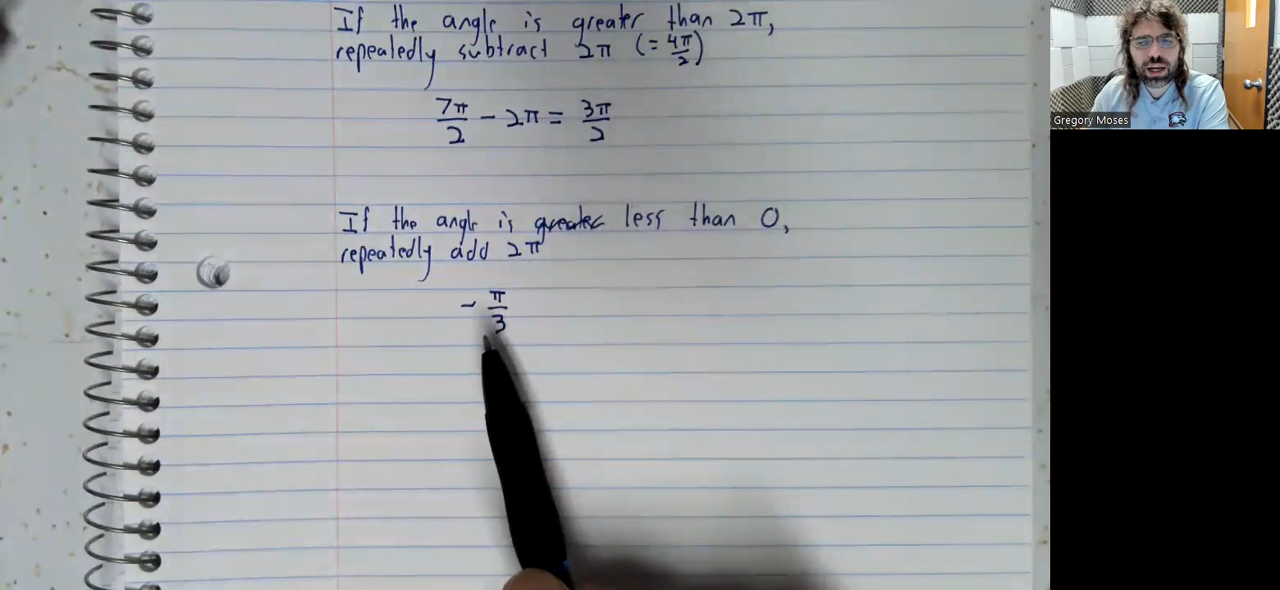 If the angle is greater than 2π,
repeatedly subtract 2π (= 4π/2)
7π/2 - 2π = 3π/2
If the angle is greater less than 0,
repeatedly add 2π
- π/3
Gregory Moses